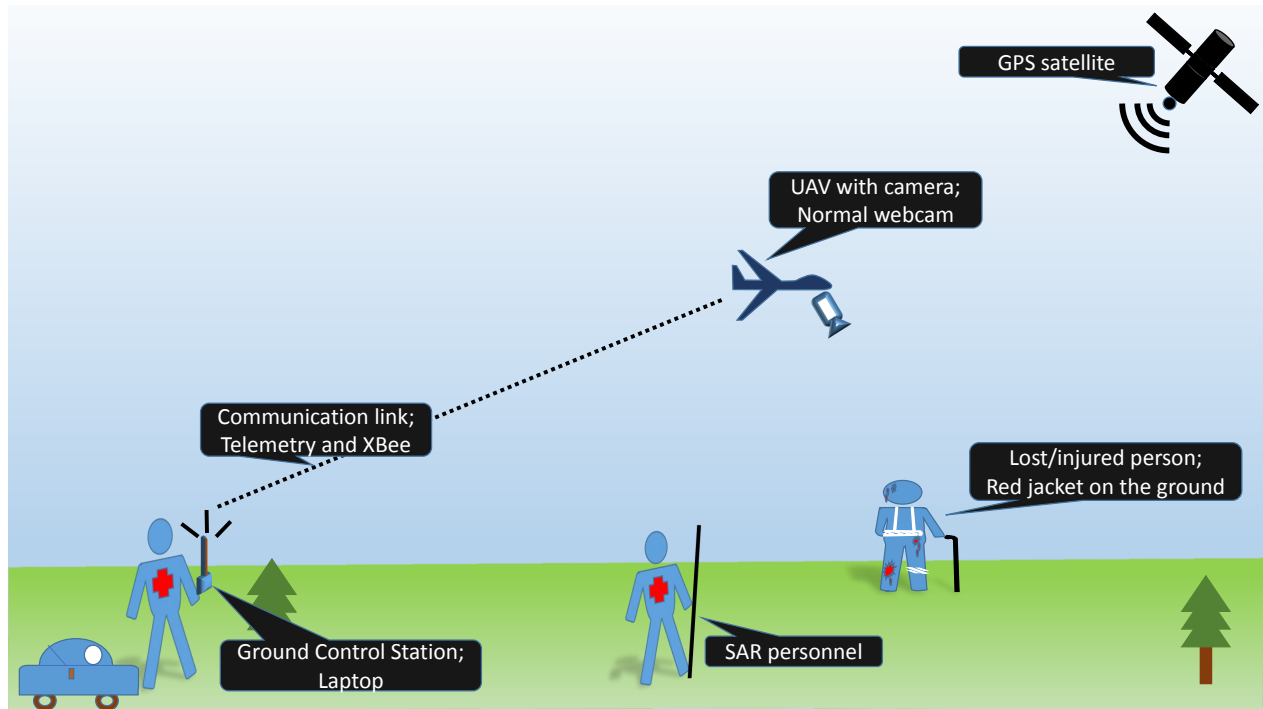 GPS satellite
UAV with camera;
Normal webcam
Communication link;
Telemetry and XBee
Lost/injured person;
Red jacket on the ground
Ground Control Station;
Laptop
SAR personnel